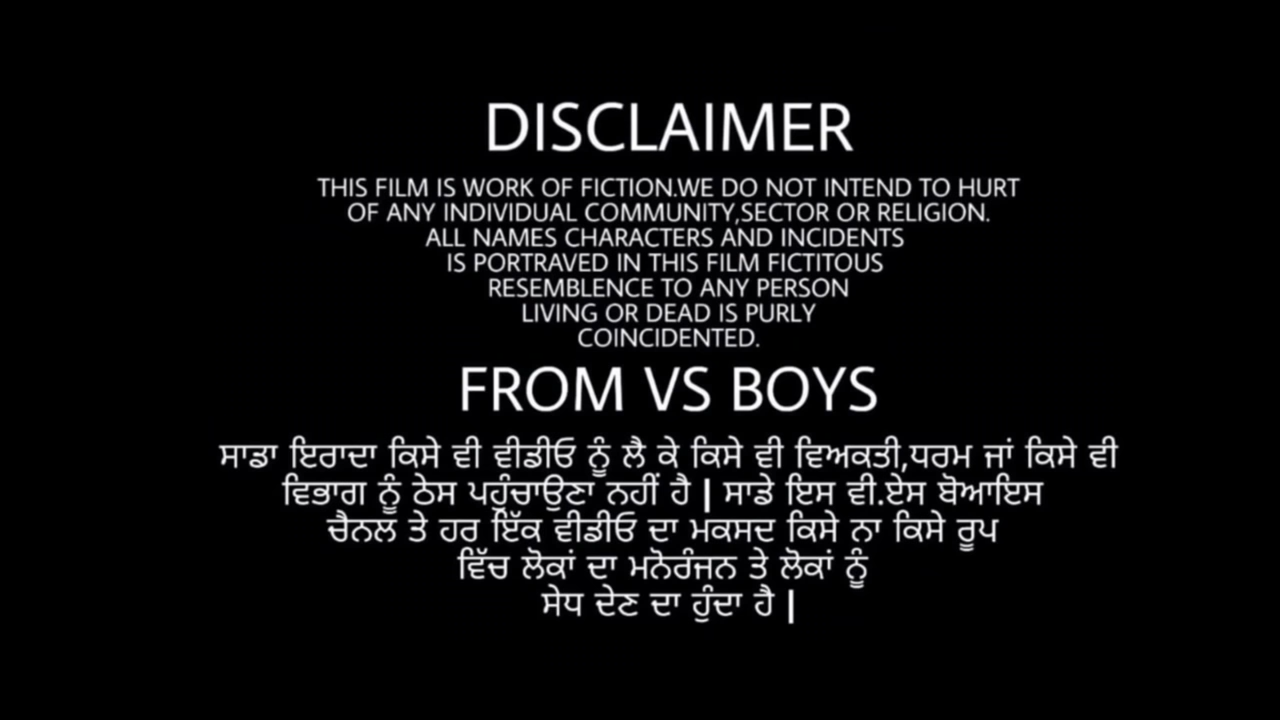 DISCLAIMER
THIS FILM IS WORK OF FICTION.WE DO NOT INTEND TO HURT
OF ANY INDIVIDUAL COMMUNITY,SECTOR OR RELIGION.
ALL NAMES CHARACTERS AND INCIDENTS
IS PORTRAVED IN THIS FILM FICTITOUS
RESEMBLENCE TO ANY PERSON
LIVING OR DEAD IS PURLY
COINCIDENTED.
FROM VS BOYS
ਸਾਡਾ ਇਰਾਦਾ ਕਿਸੇ ਵੀ ਵੀਡੀਓ ਨੂੰ ਲੈ ਕੇ ਕਿਸੇ ਵੀ ਵਿਅਕਤੀ,ਧਰਮ ਜਾਂ ਕਿਸੇ ਵੀ
ਵਿਭਾਗ ਨੂੰ ਠੇਸ ਪਹੁੰਚਾਉਣਾ ਨਹੀਂ ਹੈ | ਸਾਡੇ ਇਸ ਵੀ.ਏਸ ਬੋਆਇਸ
ਚੈਨਲ ਤੇ ਹਰ ਇੱਕ ਵੀਡੀਓ ਦਾ ਮਕਸਦ ਕਿਸੇ ਨਾ ਕਿਸੇ ਰੂਪ
ਵਿੱਚ ਲੋਕਾਂ ਦਾ ਮਨੋਰੰਜਨ ਤੇ ਲੋਕਾਂ ਨੂੰ
ਸੇਧ ਦੇਣ ਦਾ ਹੁੰਦਾ ਹੈ |